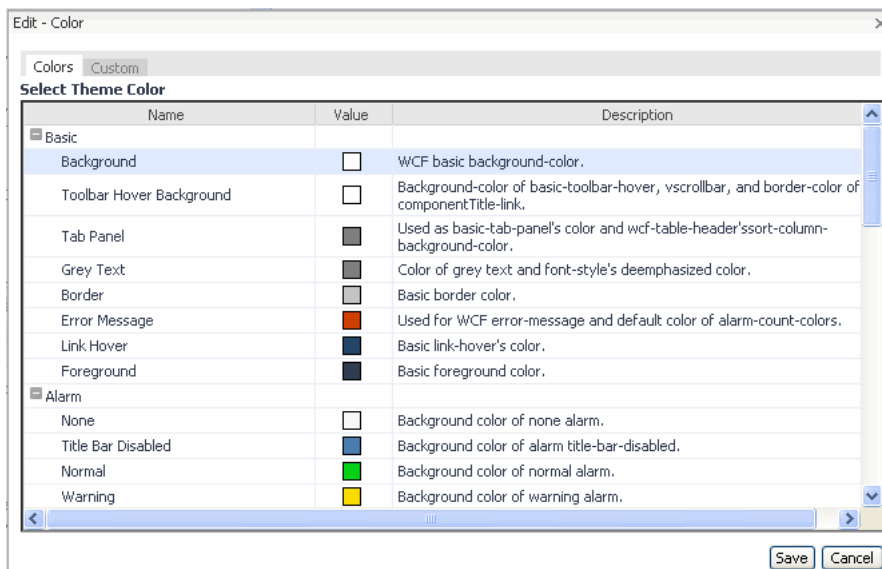 Edit - Color
Colors Custom
Select Theme Color
Name Value Description
Basic
Background WCF basic background-color.
Toolbar Hover Background Background-color of basic-toolbar-hover, vscrollbar, and border-color of
componentTitle-link.
Tab Panel Used as basic-tab-panel's color and wcf-table-header'ssort-column-
background-color.
Grey Text Color of grey text and font-style's deemphasized color.
Border Basic border color.
Error Message Used for WCF error-message and default color of alarm-count-colors.
Link Hover Basic link-hover's color.
Foreground Basic foreground color.
Alarm
None Background color of none alarm.
Title Bar Disabled Background color of alarm title-bar-disabled.
Normal Background color of normal alarm.
Warning Background color of warning alarm.
Save Cancel